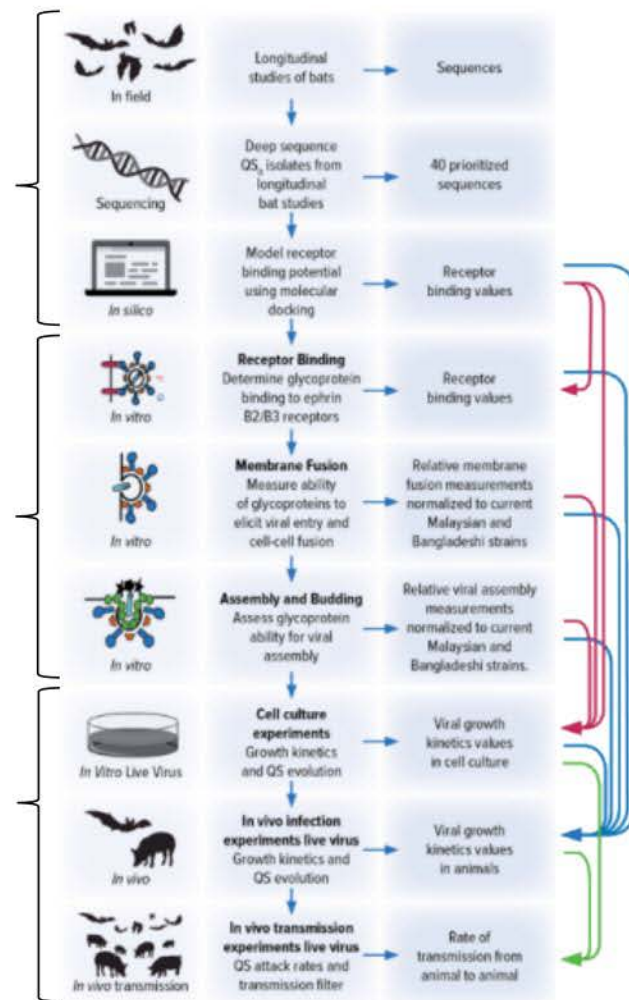 In field
Longitudinal
studies of bats
Sequences
Sequencing
Deep sequence
QS₀ isolates from
longitudinal
bat studies
40 prioritized
sequences
In silico
Model receptor
binding potential
using molecular
docking
Receptor
binding values
In vitro
Receptor Binding
Determine glycoprotein
binding to ephrin
B2/B3 receptors
Receptor
binding values
In vitro
Membrane Fusion
Measure ability
of glycoproteins to
elicit viral entry and
cell-cell fusion
Relative membrane
fusion measurements
normalized to current
Malaysian and
Bangladeshi strains
In vitro
Assembly and Budding
Assess glycoprotein
ability for viral
assembly
Relative viral assembly
measurements
normalized to current
Malaysian and
Bangladeshi strains.
In Vitro Live Virus
Cell culture
experiments
Growth kinetics
and QS evolution
Viral growth
kinetics values
in cell culture
In vivo
In vivo infection
experiments live virus
Growth kinetics and
QS evolution
Viral growth
kinetics values
in animals
In vivo transmission
In vivo transmission
experiments live virus
QS attack rates and
transmission filter
Rate of
transmission from
animal to animal